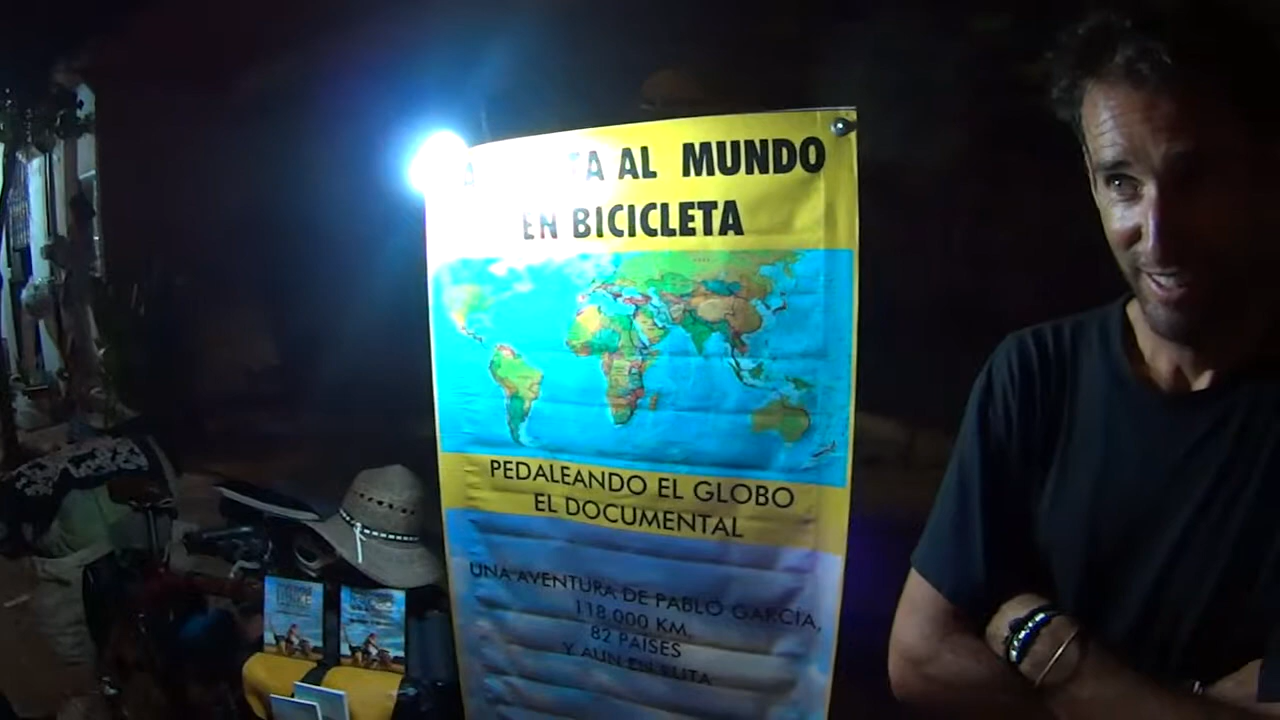 TA AL MUNDO
EN BICICLETA
PEDALEANDO EL GLOBO
EL DOCUMENTAL
UNA AVENTURA DE PABLO GARCÍA,
118 000 KM.
82 PAISES
Y AUN EN RUTA